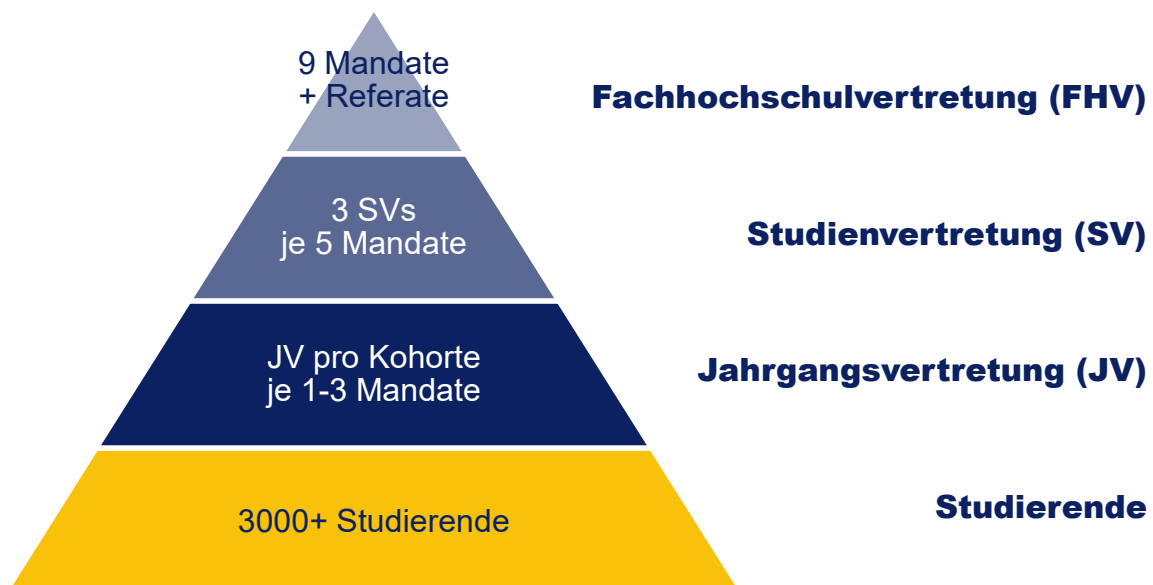 9 Mandate
+ Referate
Fachhochschulvertretung (FHV)
3 SVs
je 5 Mandate
Studienvertretung (SV)
JV pro Kohorte
je 1-3 Mandate
Jahrgangsvertretung (JV)
3000+ Studierende
Studierende